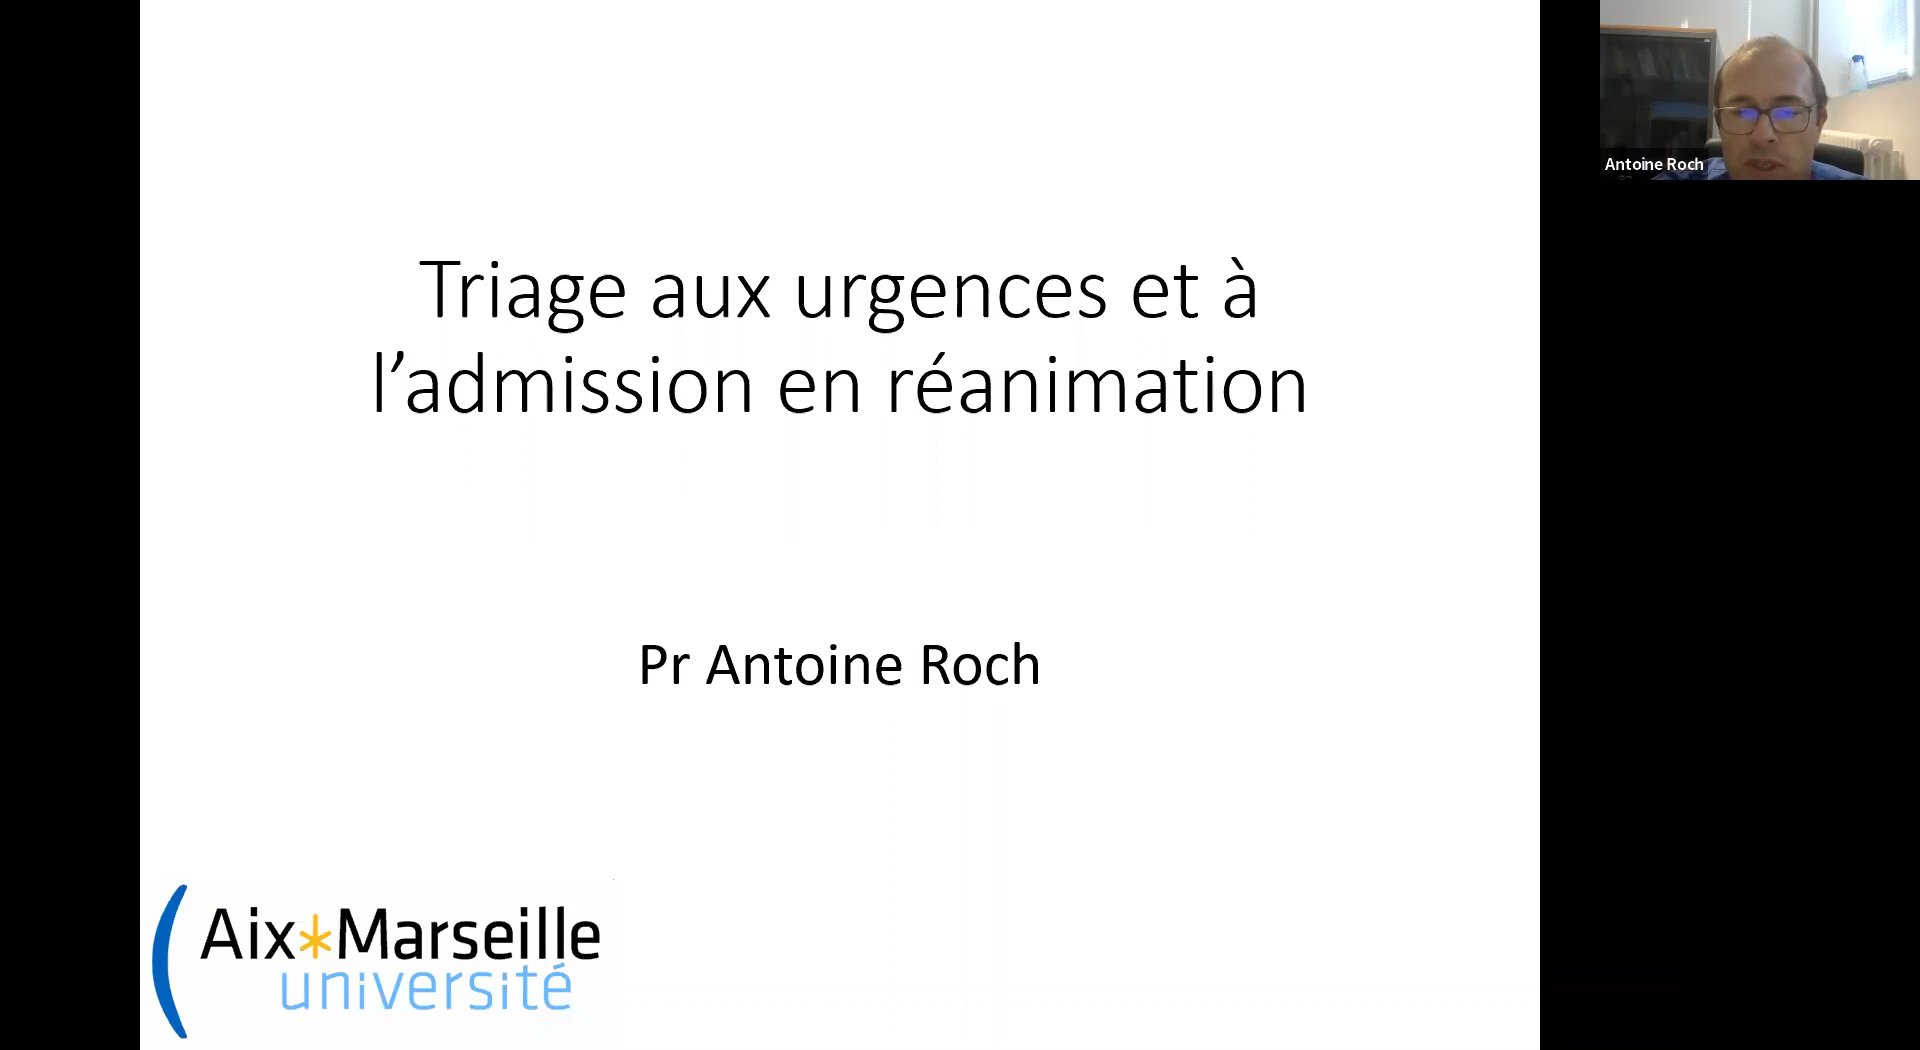 Triage aux urgences et à
l’admission en réanimation
Pr Antoine Roch
Aix*Marseille
université
Antoine Roch